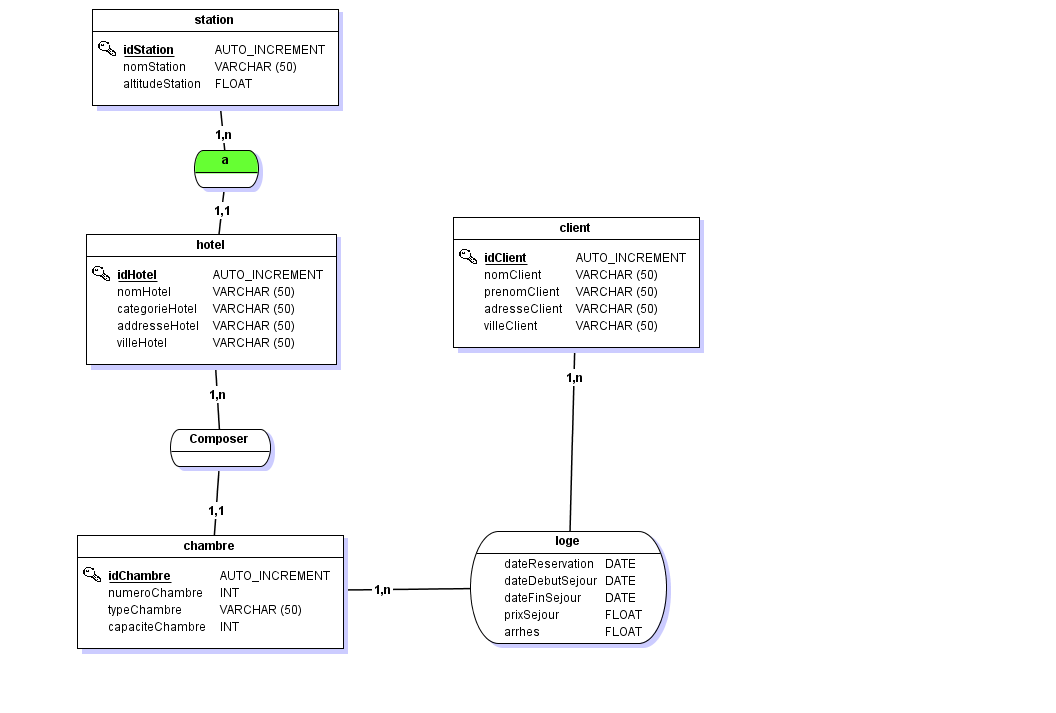 station
idStation AUTO_INCREMENT
nomStation VARCHAR (50)
altitudeStation FLOAT
1,n
a
1,1
hotel
idHotel AUTO_INCREMENT
nomHotel VARCHAR (50)
categorieHotel VARCHAR (50)
addresseHotel VARCHAR (50)
villeHotel VARCHAR (50)
1,n
Composer
1,1
chambre
idChambre AUTO_INCREMENT
numeroChambre INT
typeChambre VARCHAR (50)
capaciteChambre INT
1,n
client
idClient AUTO_INCREMENT
nomClient VARCHAR (50)
prenomClient VARCHAR (50)
adresseClient VARCHAR (50)
villeClient VARCHAR (50)
1,n
loge
dateReservation DATE
dateDebutSejour DATE
dateFinSejour DATE
prixSejour FLOAT
arrhes FLOAT